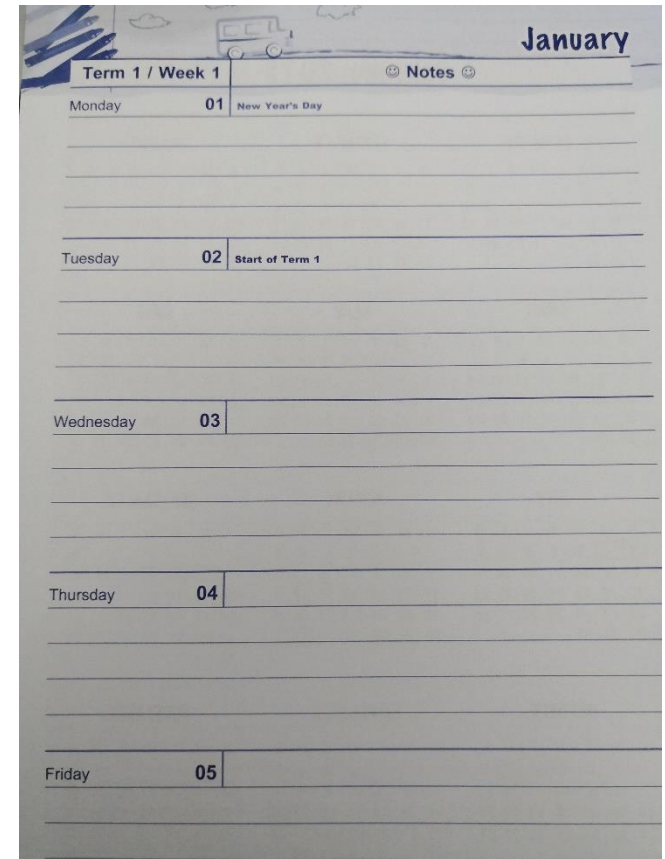 January
Term 1 / Week 1 ☺ Notes ☺
Monday 01 New Year's Day
Tuesday 02 Start of Term 1
Wednesday 03
Thursday 04
Friday 05